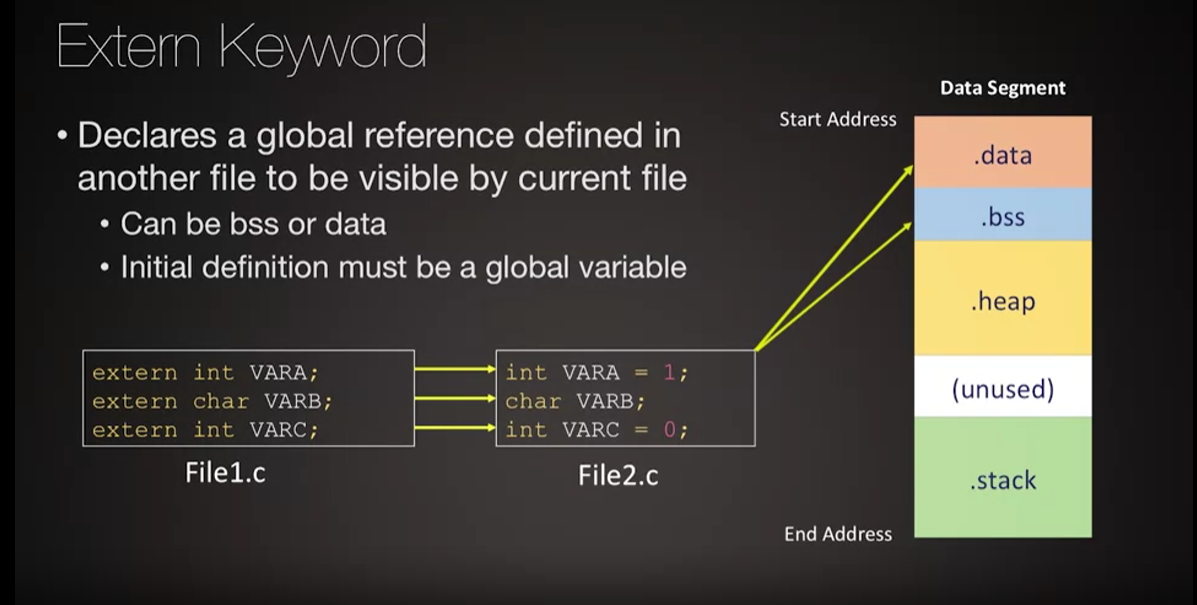 Extern Keyword
• Declares a global reference defined in
another file to be visible by current file
• Can be bss or data
• Initial definition must be a global variable
extern int VARA;
extern char VARB;
extern int VARC;
File1.c
int VARA = 1;
char VARB;
int VARC = 0;
File2.c
Data Segment
Start Address
.data
.bss
.heap
(unused)
.stack
End Address